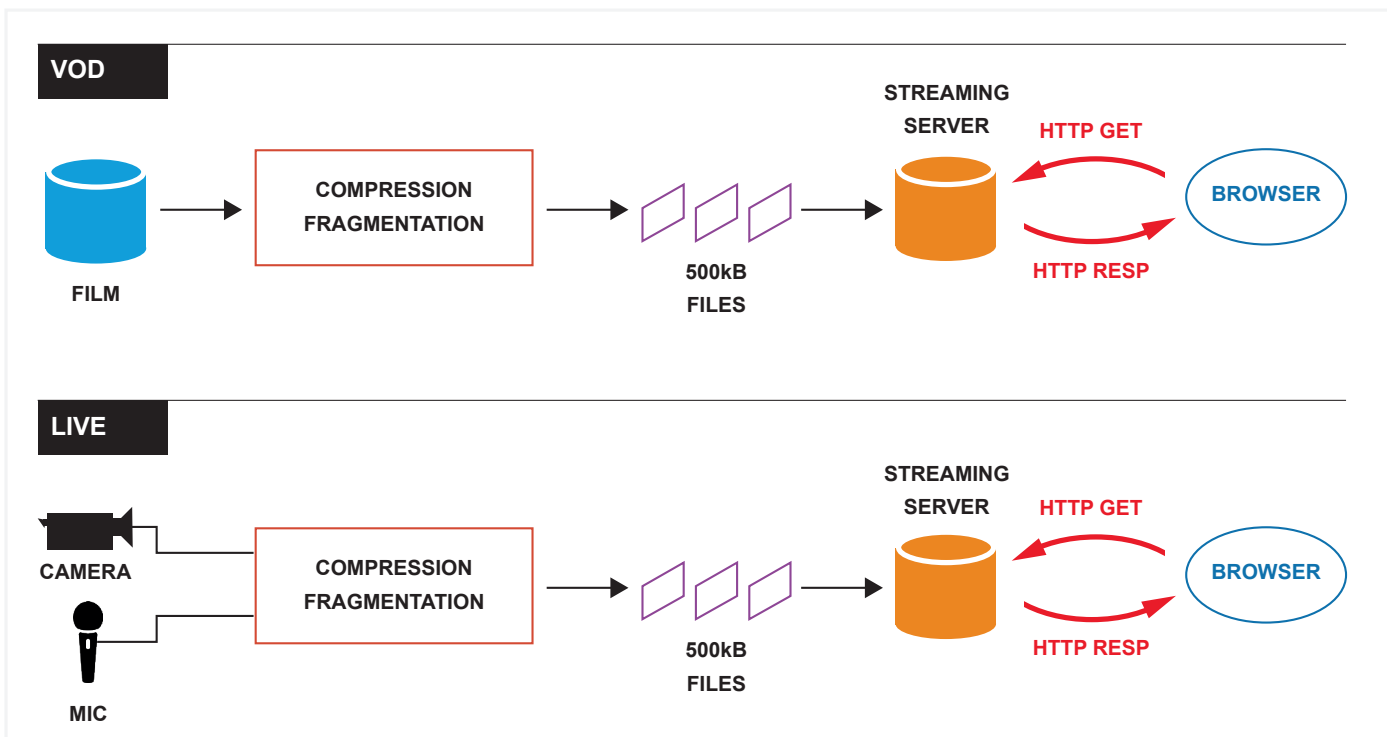 VOD
STREAMING
SERVER
HTTP GET
COMPRESSION
FRAGMENTATION
BROWSER
HTTP RESP
500kB
FILES
FILM
LIVE
STREAMING
SERVER
HTTP GET
CAMERA
COMPRESSION
FRAGMENTATION
BROWSER
HTTP RESP
500kB
FILES
MIC